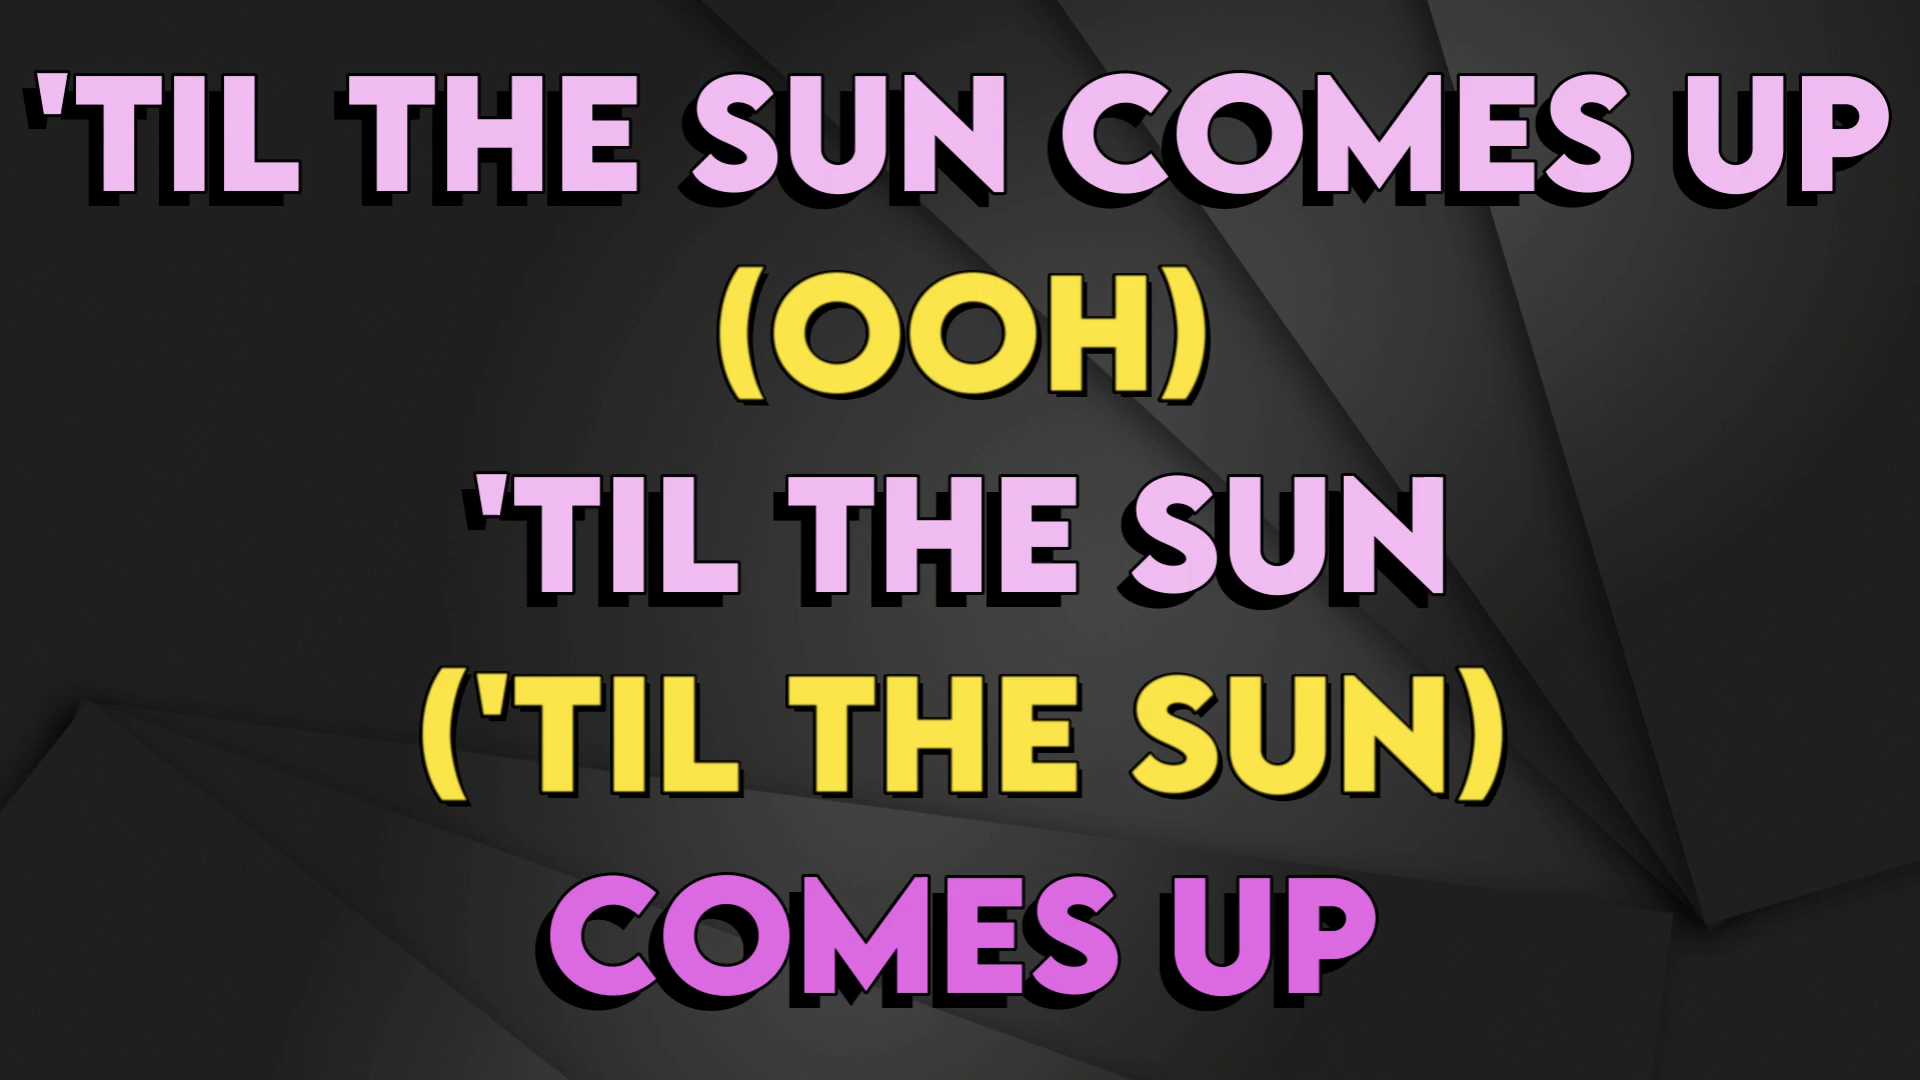 'TIL THE SUN COMES UP
(OOH)
'TIL THE SUN
('TIL THE SUN)
COMES UP